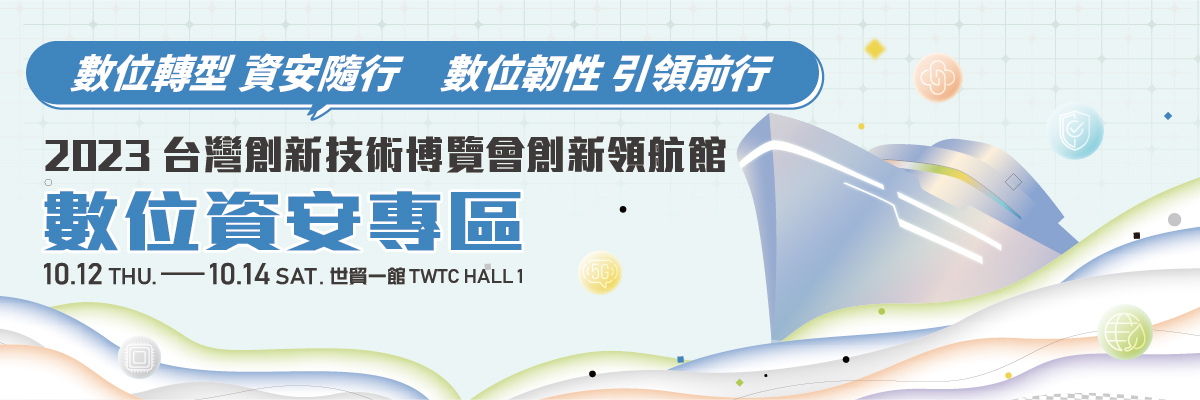 數位轉型 資安隨行 數位韌性 引領前行
2023 台灣創新技術博覽會創新領航館
數位資安專區
10.12 THU. — 10.14 SAT. 世貿一館 TWTC HALL 1
5G